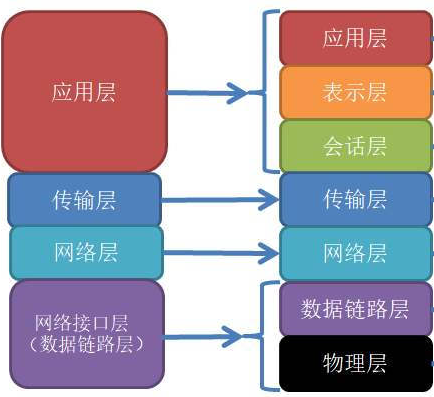 应用层
传输层
网络层
网络接口层
（数据链路层）
应用层
表示层
会话层
传输层
网络层
数据链路层
物理层